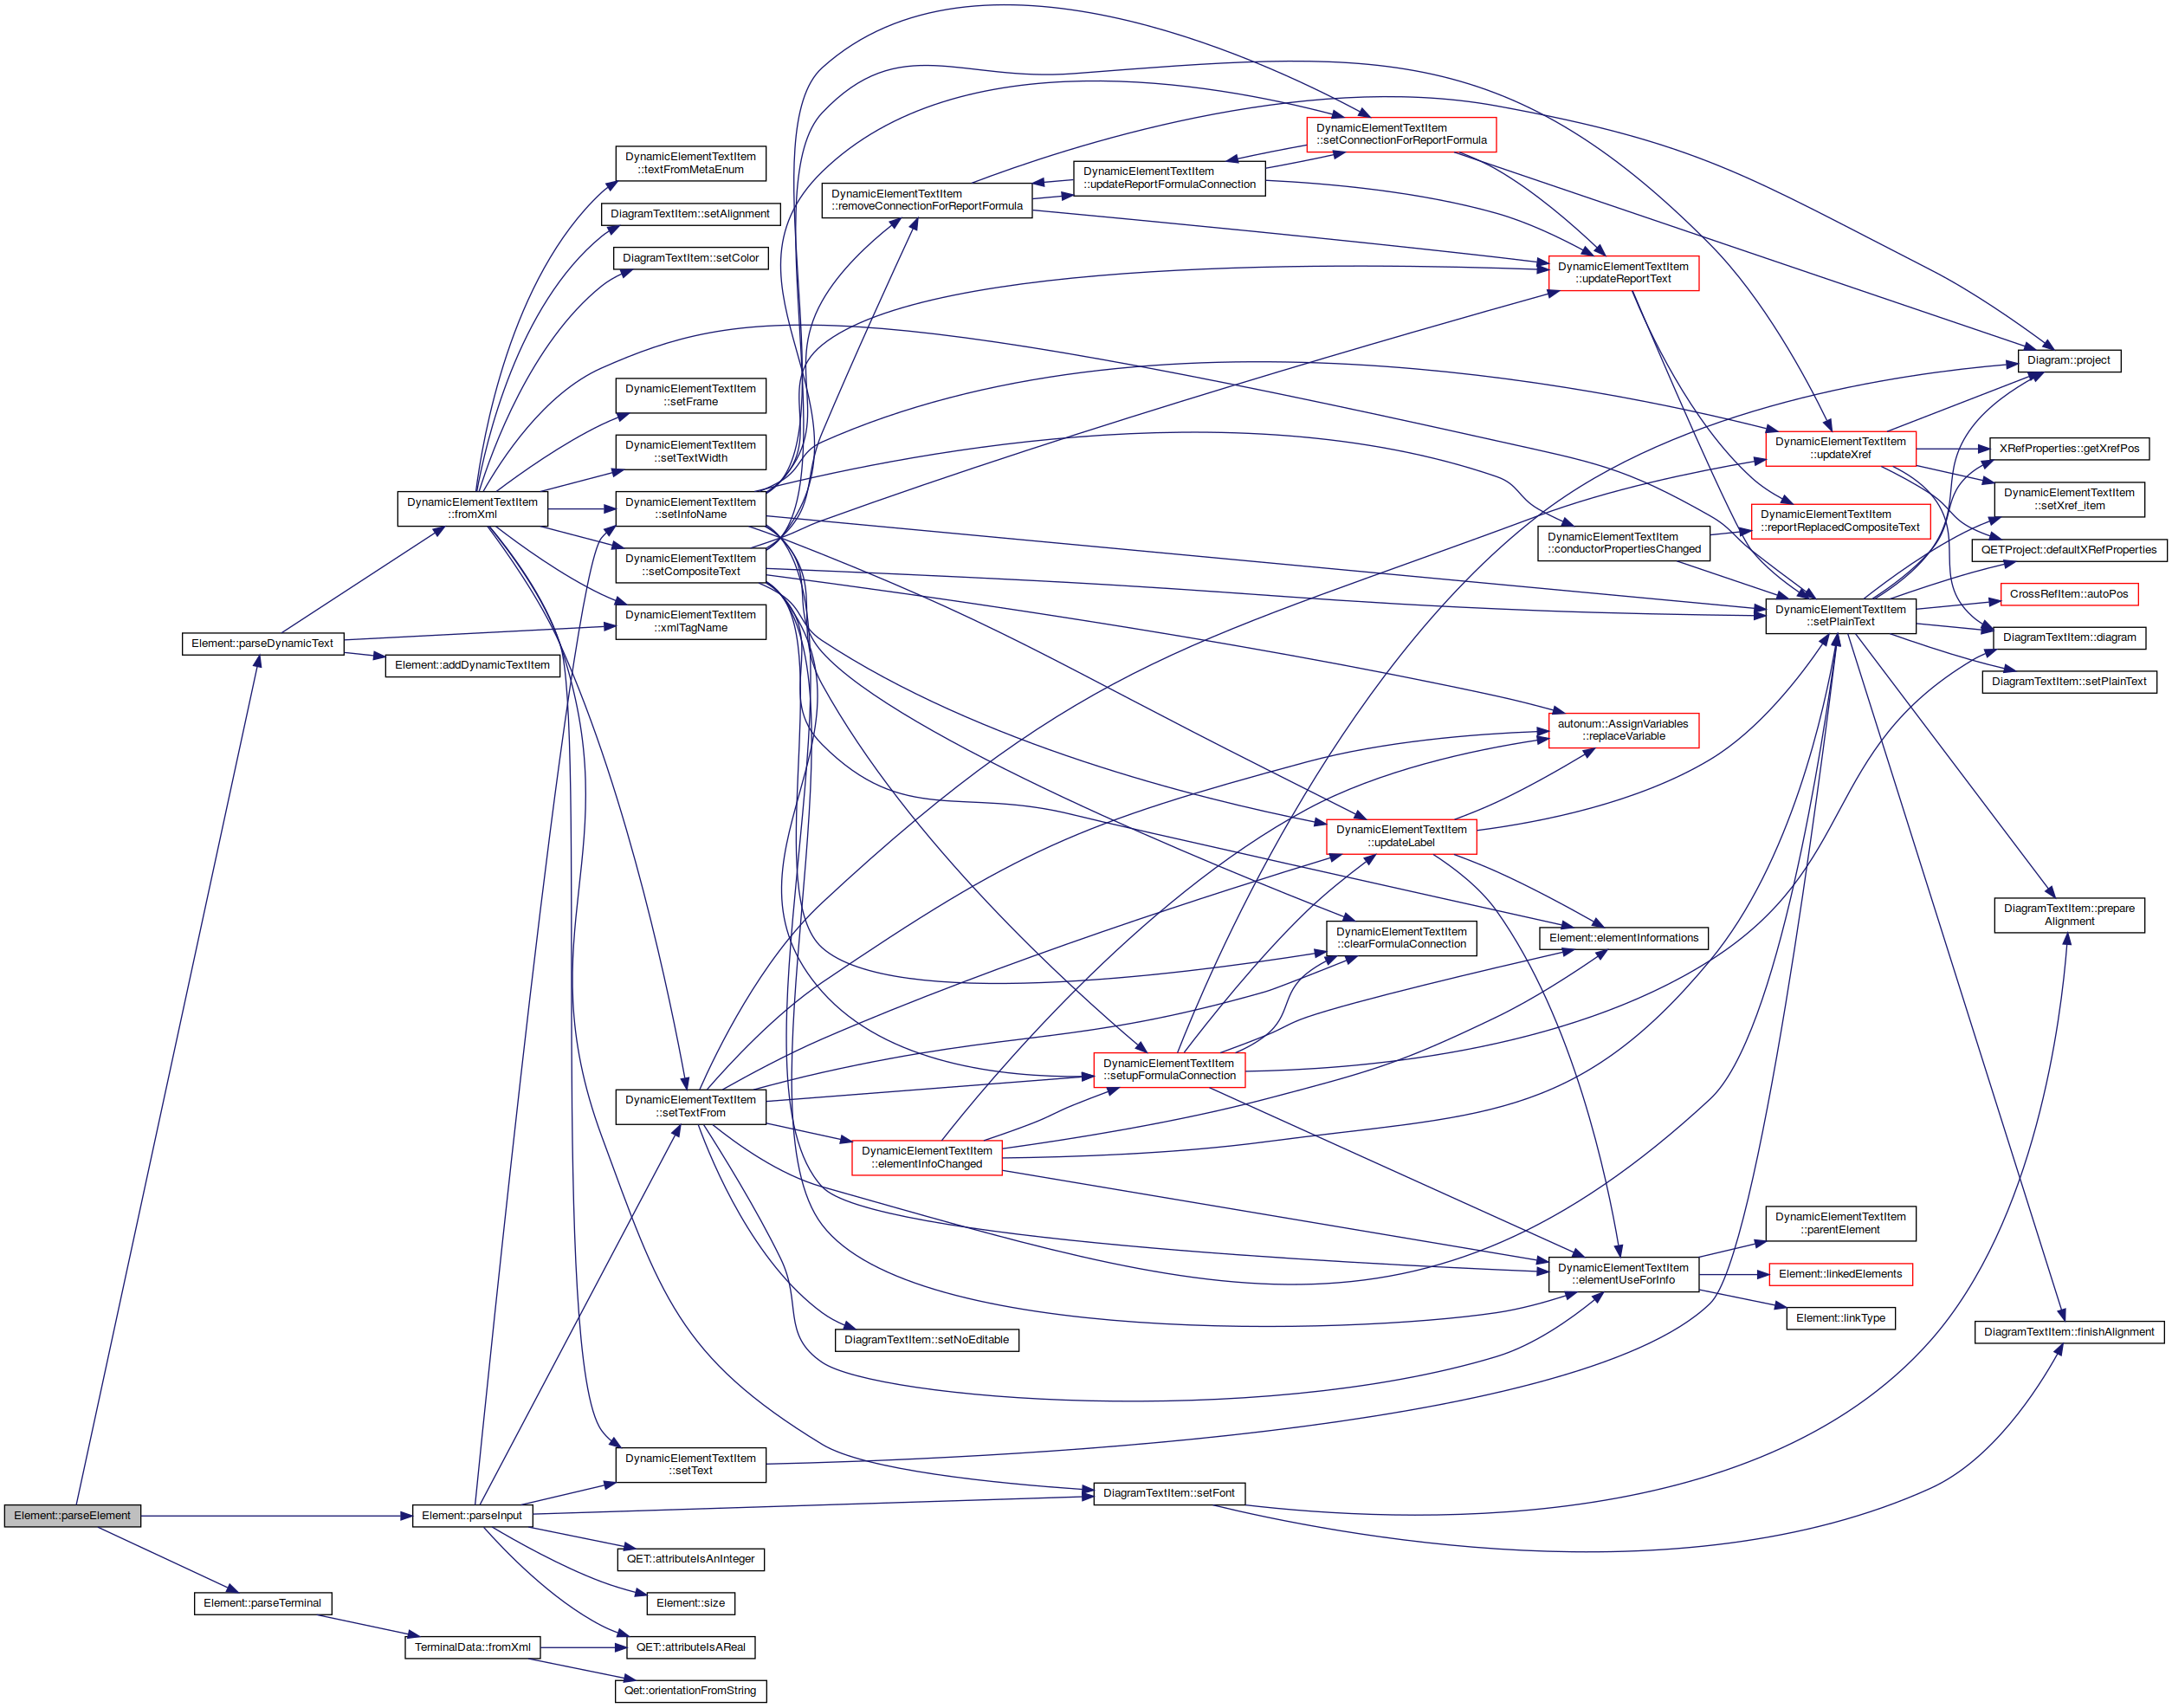 DynamicElementTextItem
::setConnectionForReportFormula
DynamicElementTextItem
::textFromMetaEnum
DynamicElementTextItem
::updateReportFormulaConnection
DynamicElementTextItem
::removeConnectionForReportFormula
DiagramTextItem::setAlignment
DiagramTextItem::setColor
DynamicElementTextItem
::updateReportText
Diagram::project
DynamicElementTextItem
::setFrame
DynamicElementTextItem
::setTextWidth
DynamicElementTextItem
::updateXref
XRefProperties::getXrefPos
DynamicElementTextItem
::fromXml
DynamicElementTextItem
::setInfoName
DynamicElementTextItem
::setXref_item
DynamicElementTextItem
::reportReplacedCompositeText
DynamicElementTextItem
::conductorPropertiesChanged
QETProject::defaultXRefProperties
DynamicElementTextItem
::setCompositeText
CrossRefItem::autoPos
DynamicElementTextItem
::xmlTagName
DynamicElementTextItem
::setPlainText
Element::parseDynamicText
DiagramTextItem::diagram
Element::addDynamicTextItem
DiagramTextItem::setPlainText
autonum::AssignVariables
::replaceVariable
DynamicElementTextItem
::updateLabel
DiagramTextItem::prepare
Alignment
DynamicElementTextItem
::clearFormulaConnection
Element::elementInformations
DynamicElementTextItem
::setupFormulaConnection
DynamicElementTextItem
::setTextFrom
DynamicElementTextItem
::elementInfoChanged
DynamicElementTextItem
::parentElement
DynamicElementTextItem
::elementUseForInfo
Element::linkedElements
Element::linkType
DiagramTextItem::setNoEditable
DiagramTextItem::finishAlignment
DynamicElementTextItem
::setText
DiagramTextItem::setFont
Element::parseElement
Element::parseInput
QET::attributeIsAnInteger
Element::parseTerminal
Element::size
TerminalData::fromXml
QET::attributeIsAReal
Qet::orientationFromString